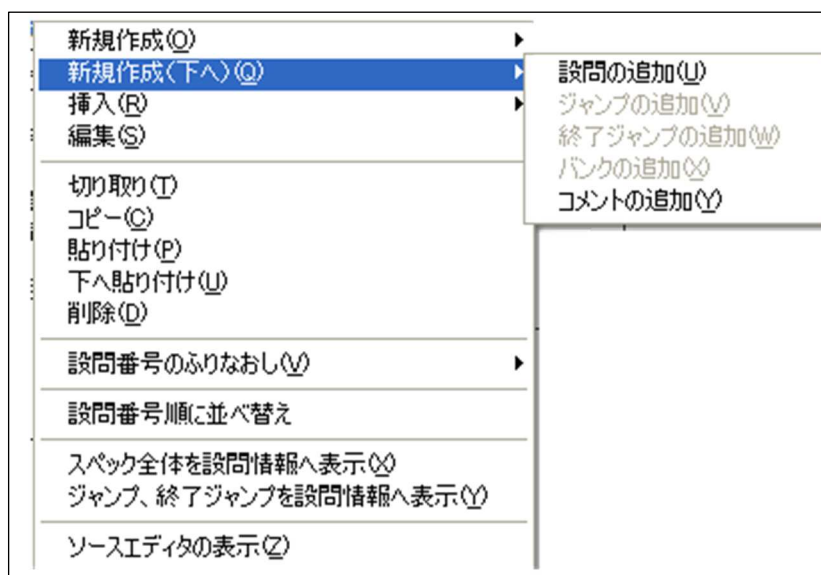 新規作成(O)
新規作成(下へ)(Q)
挿入(R)
編集(S)
切り取り(T)
コピー(C)
貼り付け(P)
下へ貼り付け(U)
削除(D)
設問番号のふりなおし(V)
設問番号順に並べ替え
スペック全体を設問情報へ表示(X)
ジャンプ、終了ジャンプを設問情報へ表示(Y)
ソースエディタの表示(Z)
設問の追加(U)
ジャンプの追加(V)
終了ジャンプの追加(W)
バンクの追加(X)
コメントの追加(Y)